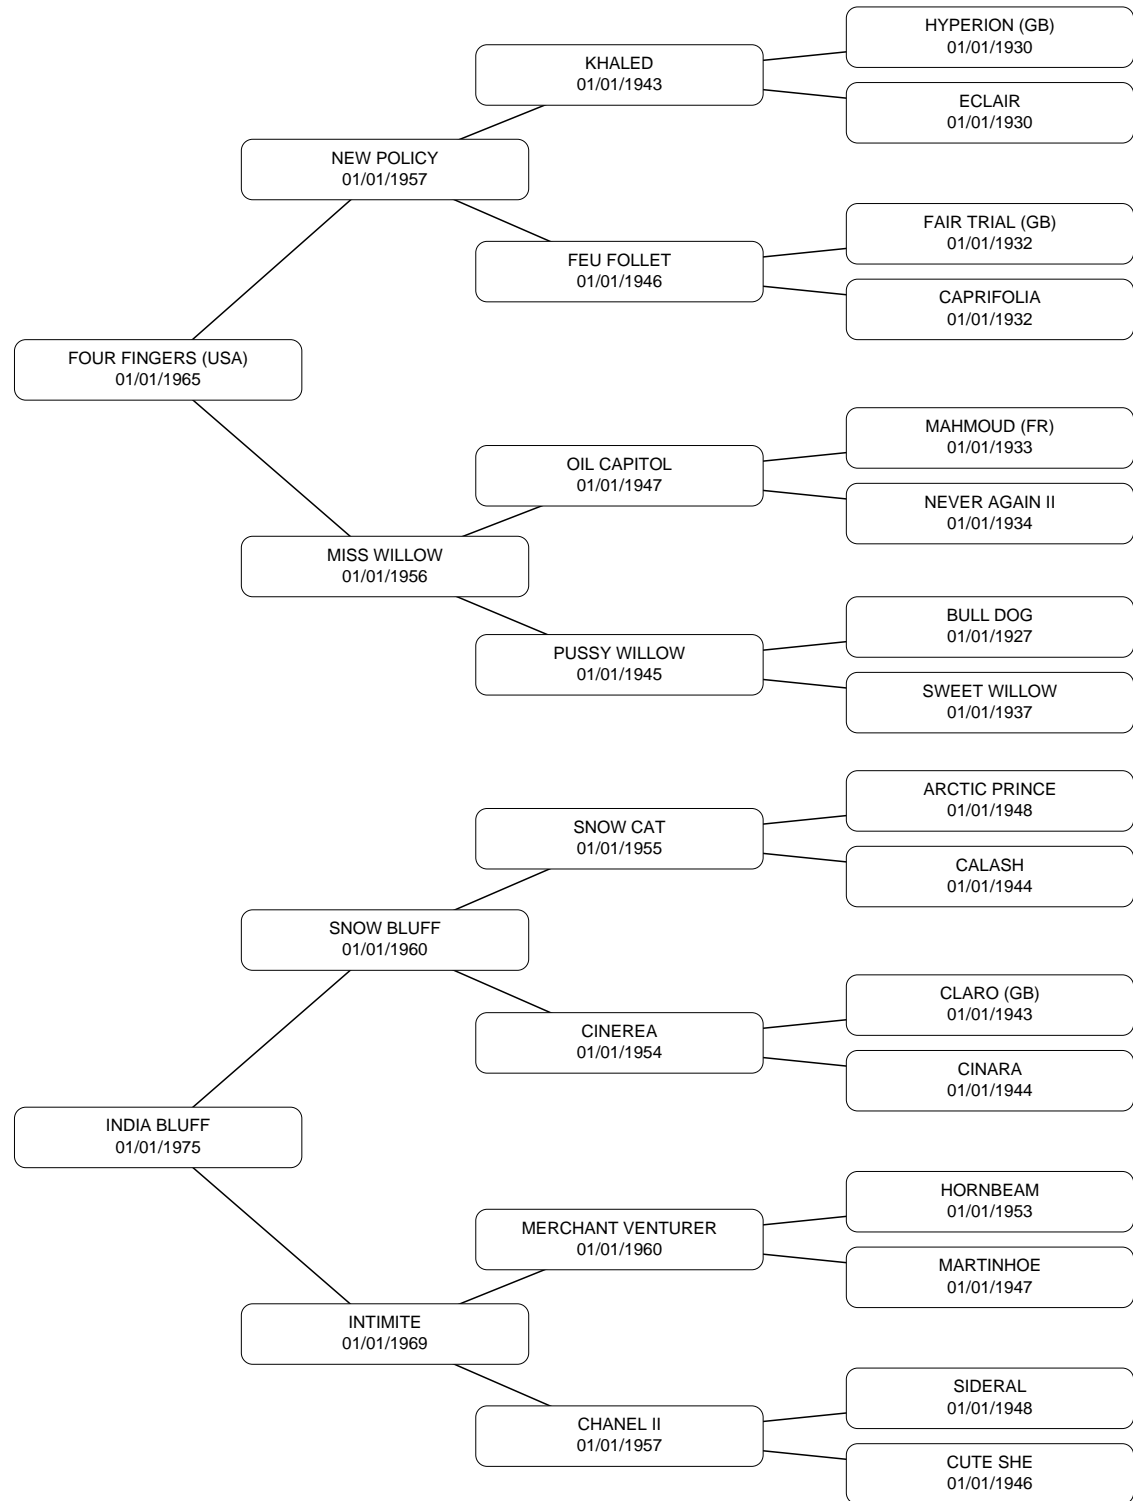 HYPERION (GB)
01/01/1930
KHALED
01/01/1943
ECLAIR
01/01/1930
NEW POLICY
01/01/1957
FAIR TRIAL (GB)
01/01/1932
FEU FOLLET
01/01/1946
CAPRIFOLIA
01/01/1932
FOUR FINGERS (USA)
01/01/1965
MAHMOUD (FR)
01/01/1933
OIL CAPITOL
01/01/1947
NEVER AGAIN II
01/01/1934
MISS WILLOW
01/01/1956
BULL DOG
01/01/1927
PUSSY WILLOW
01/01/1945
SWEET WILLOW
01/01/1937
ARCTIC PRINCE
01/01/1948
SNOW CAT
01/01/1955
CALASH
01/01/1944
SNOW BLUFF
01/01/1960
CLARO (GB)
01/01/1943
CINEREA
01/01/1954
CINARA
01/01/1944
INDIA BLUFF
01/01/1975
HORNBEAM
01/01/1953
MERCHANT VENTURER
01/01/1960
MARTINHOE
01/01/1947
INTIMITE
01/01/1969
SIDERAL
01/01/1948
CHANEL II
01/01/1957
CUTE SHE
01/01/1946